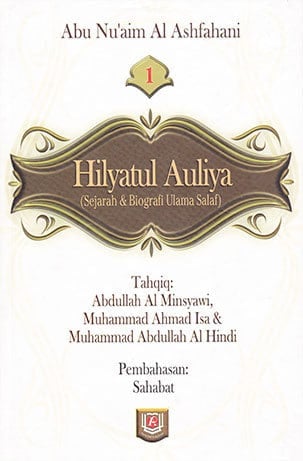 Abu Nu'aim Al Ashfahani
1
Hilyatul Auliya
(Sejarah & Biografi Ulama Salaf)
Tahqiq:
Abdullah Al Minsyawi,
Muhammad Ahmad Isa &
Muhammad Abdullah Al Hindi
Pembahasan:
Sahabat